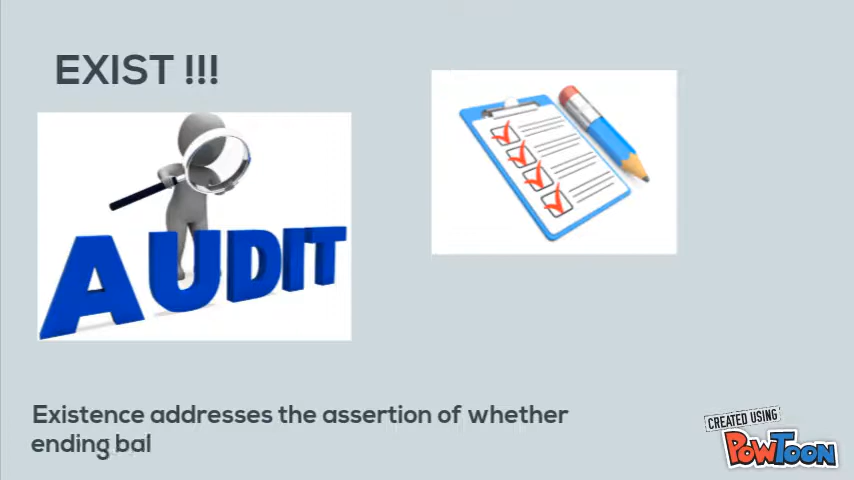 EXIST !!!
AUDIT
Existence addresses the assertion of whether
ending bal
CREATED USING
POWTOON